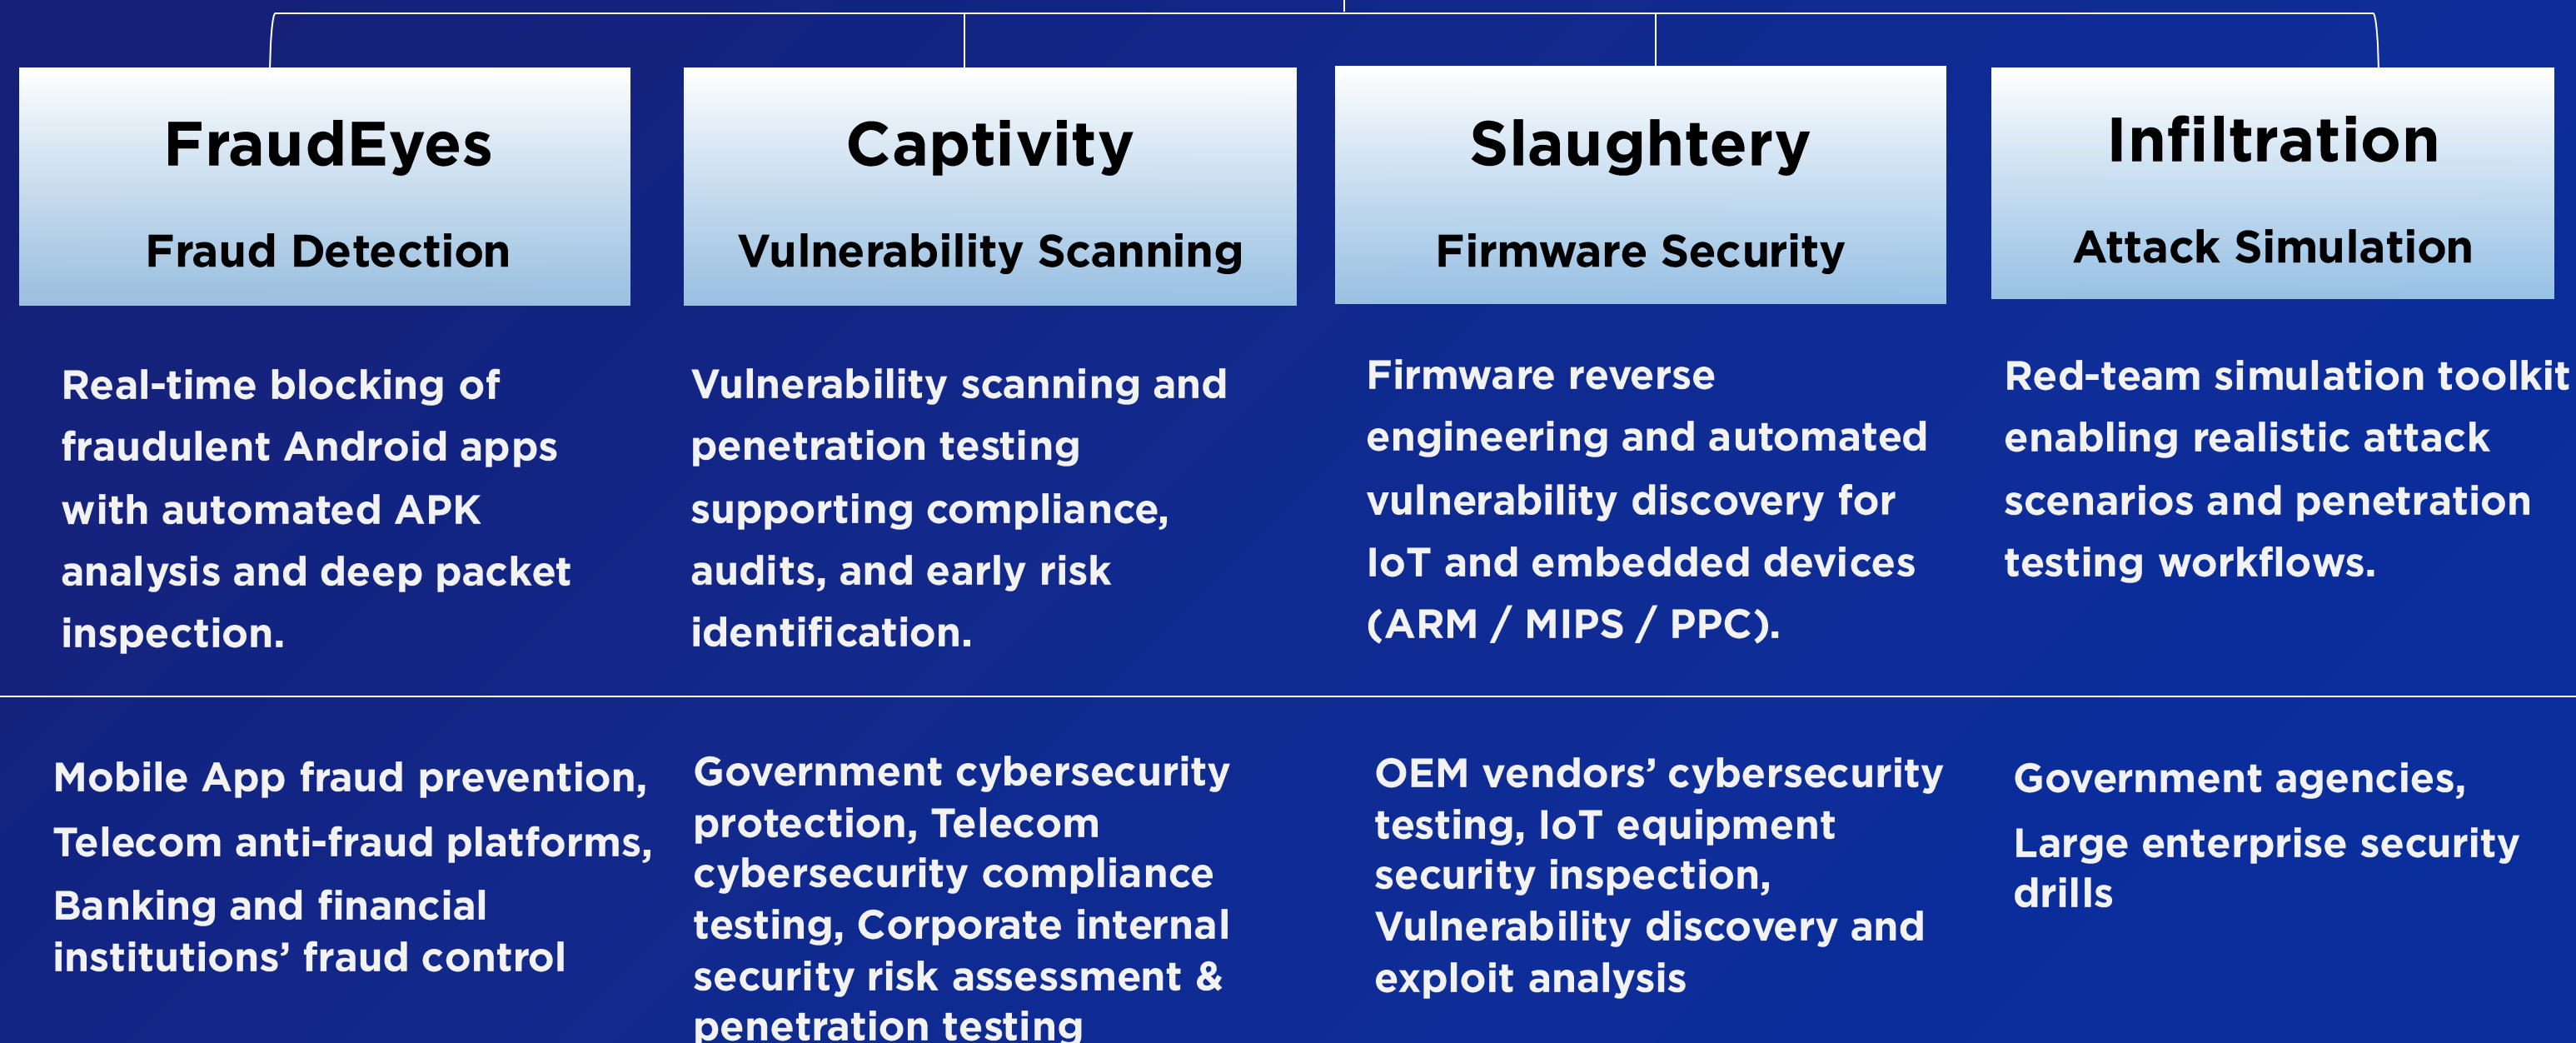 FraudEyes
Fraud Detection
Captivity
Vulnerability Scanning
Slaughtery
Firmware Security
Infiltration
Attack Simulation
Real-time blocking of
fraudulent Android apps
with automated APK
analysis and deep packet
inspection.
Vulnerability scanning and
penetration testing
supporting compliance,
audits, and early risk
identification.
Firmware reverse
engineering and automated
vulnerability discovery for
IoT and embedded devices
(ARM / MIPS / PPC).
Red-team simulation toolkit
enabling realistic attack
scenarios and penetration
testing workflows.
Mobile App fraud prevention,
Telecom anti-fraud platforms,
Banking and financial
institutions’ fraud control
Government cybersecurity
protection, Telecom
cybersecurity compliance
testing, Corporate internal
security risk assessment &
penetration testing
OEM vendors’ cybersecurity
testing, IoT equipment
security inspection,
Vulnerability discovery and
exploit analysis
Government agencies,
Large enterprise security
drills